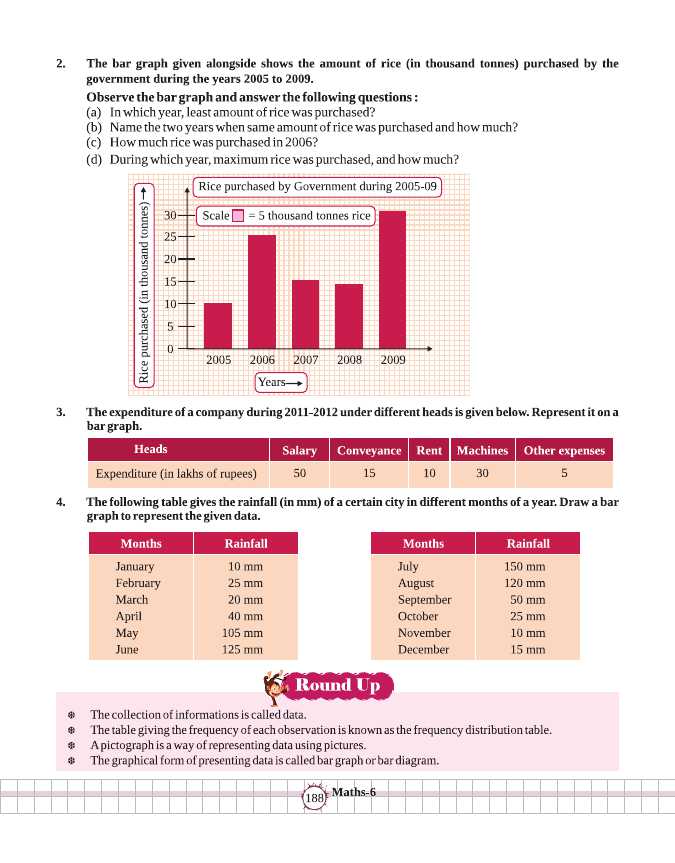 2. The bar graph given alongside shows the amount of rice (in thousand tonnes) purchased by the
government during the years 2005 to 2009.
Observe the bar graph and answer the following questions :
(a) In which year, least amount of rice was purchased?
(b) Name the two years when same amount of rice was purchased and how much?
(c) How much rice was purchased in 2006?
(d) During which year, maximum rice was purchased, and how much?
Rice purchased by Government during 2005-09
Scale = 5 thousand tonnes rice
Rice purchased (in thousand tonnes)
30
25
20
15
10
5
0
2005 2006 2007 2008 2009
Years
3. The expenditure of a company during 2011-2012 under different heads is given below. Represent it on a
bar graph.
Heads Salary Conveyance Rent Machines Other expenses
Expenditure (in lakhs of rupees) 50 15 10 30 5
4. The following table gives the rainfall (in mm) of a certain city in different months of a year. Draw a bar
graph to represent the given data.
Months Rainfall
January 10 mm
February 25 mm
March 20 mm
April 40 mm
May 105 mm
June 125 mm
Months Rainfall
July 150 mm
August 120 mm
September 50 mm
October 25 mm
November 10 mm
December 15 mm
Round Up
❄ The collection of informations is called data.
❄ The table giving the frequency of each observation is known as the frequency distribution table.
❄ A pictograph is a way of representing data using pictures.
❄ The graphical form of presenting data is called bar graph or bar diagram.
188 Maths-6